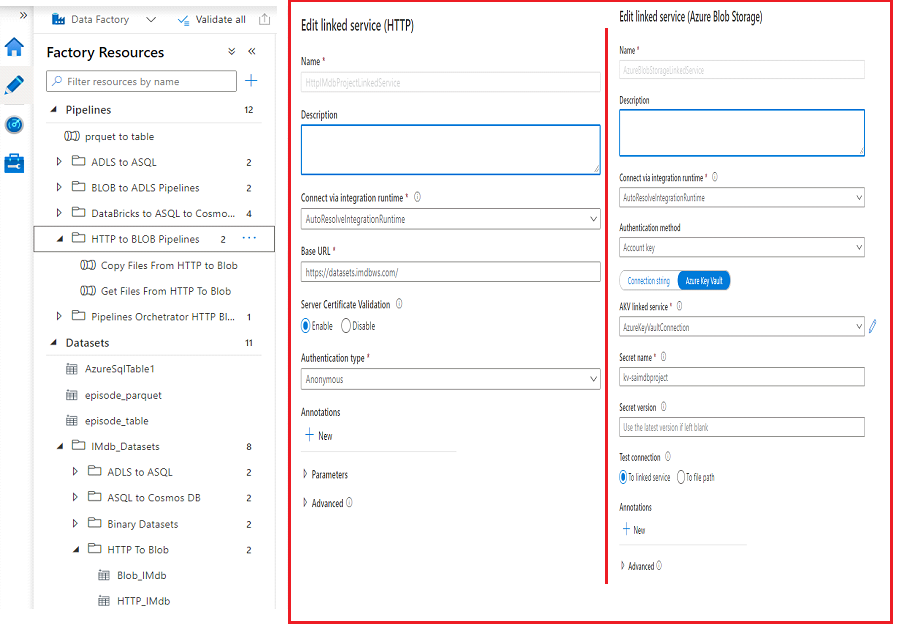 Data Factory
Validate all
Factory Resources
Filter resources by name
Pipelines 12
prquet to table
ADLS to ASQL 2
BLOB to ADLS Pipelines 2
DataBricks to ASQL to Cosmo... 4
HTTP to BLOB Pipelines 2 ...
Copy Files From HTTP to Blob
Get Files From HTTP To Blob
Pipelines Orchetrator HTTP Bl... 1
Datasets 11
AzureSqlTable1
episode_parquet
episode_table
IMdb_Datasets 8
ADLS to ASQL 2
ASQL to Cosmos DB 2
Binary Datasets 2
HTTP To Blob 2
Blob_IMdb
HTTP_IMdb
Edit linked service (HTTP)
Name *
HttpIMdbProjectLinkedService
Description
Connect via integration runtime *
AutoResolveIntegrationRuntime
Base URL *
https://datasets.imdbws.com/
Server Certificate Validation
Enable Disable
Authentication type *
Anonymous
Annotations
New
Parameters
Advanced
Edit linked service (Azure Blob Storage)
Name *
AzureBlobStorageLinkedService
Description
Connect via integration runtime *
AutoResolveIntegrationRuntime
Authentication method
Account key
Connection string Azure Key Vault
AKV linked service *
AzureKeyVaultConnection
Secret name *
kv-saimdbproject
Secret version
Use the latest version if left blank
Test connection
To linked service To file path
Annotations
New
Advanced